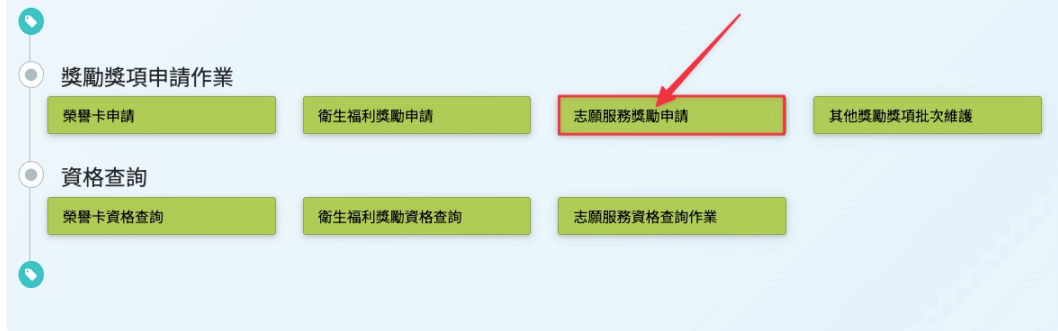 獎勵獎項申請作業
榮譽卡申請
衛生福利獎勵申請
志願服務獎勵申請
其他獎勵獎項批次維護
資格查詢
榮譽卡資格查詢
衛生福利獎勵資格查詢
志願服務資格查詢作業